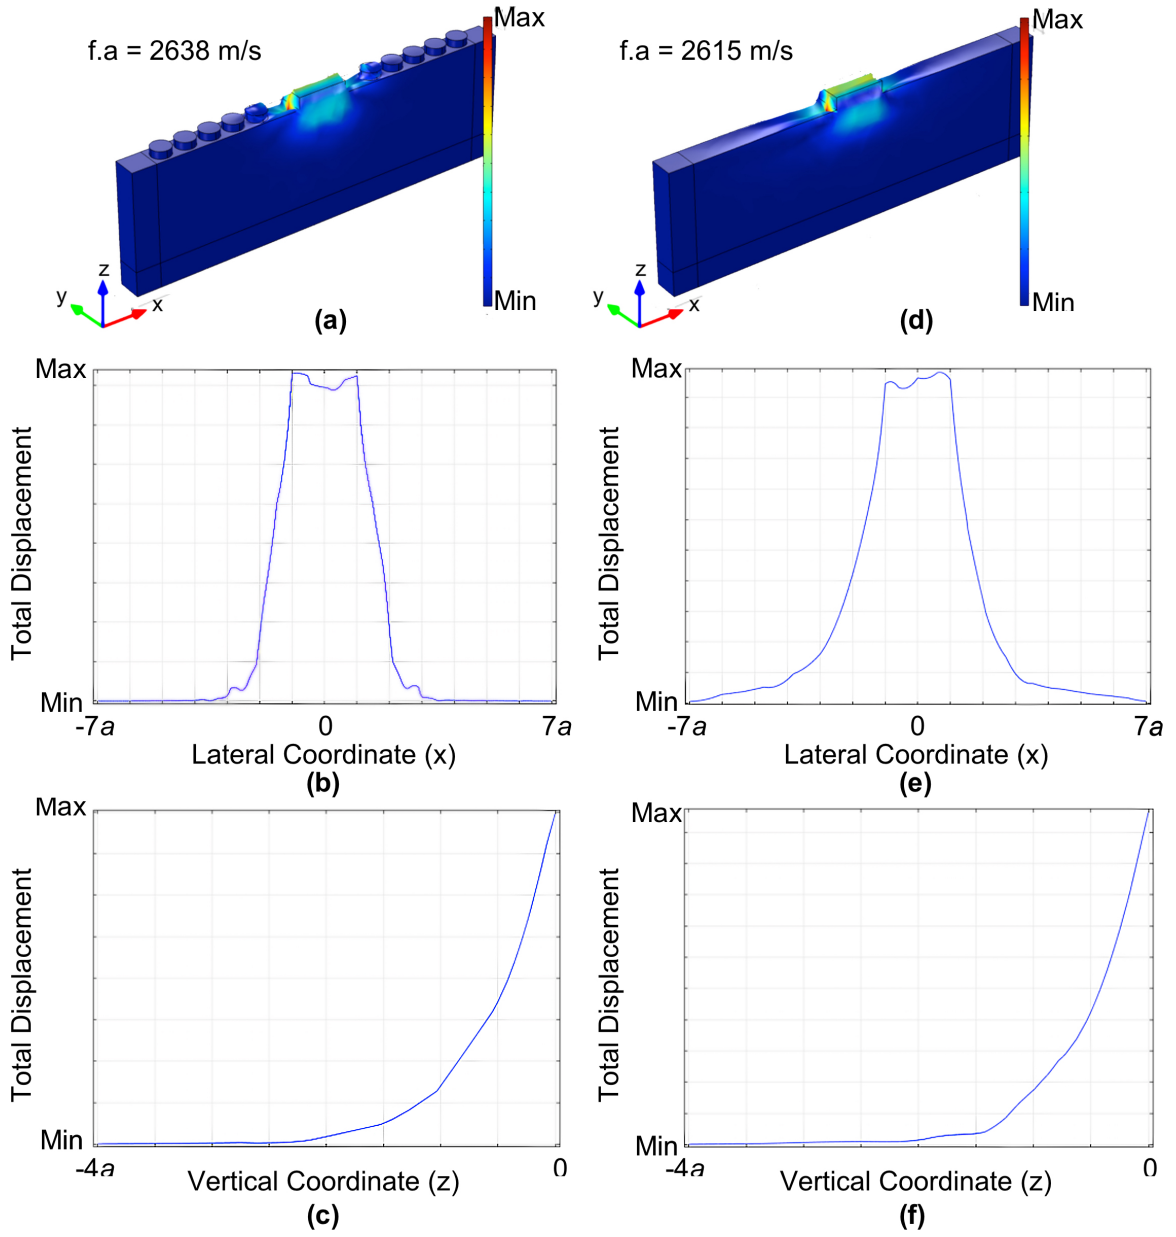 Max
f.a = 2638 m/s
Min
z
y
x
(a)
Max
f.a = 2615 m/s
Min
z
y
x
(d)
Max
Total Displacement
Min
-7a
0
7a
Lateral Coordinate (x)
(b)
Max
Total Displacement
Min
-7a
0
7a
Lateral Coordinate (x)
(e)
Max
Total Displacement
Min
-4a
0
Vertical Coordinate (z)
(c)
Max
Total Displacement
Min
-4a
0
Vertical Coordinate (z)
(f)